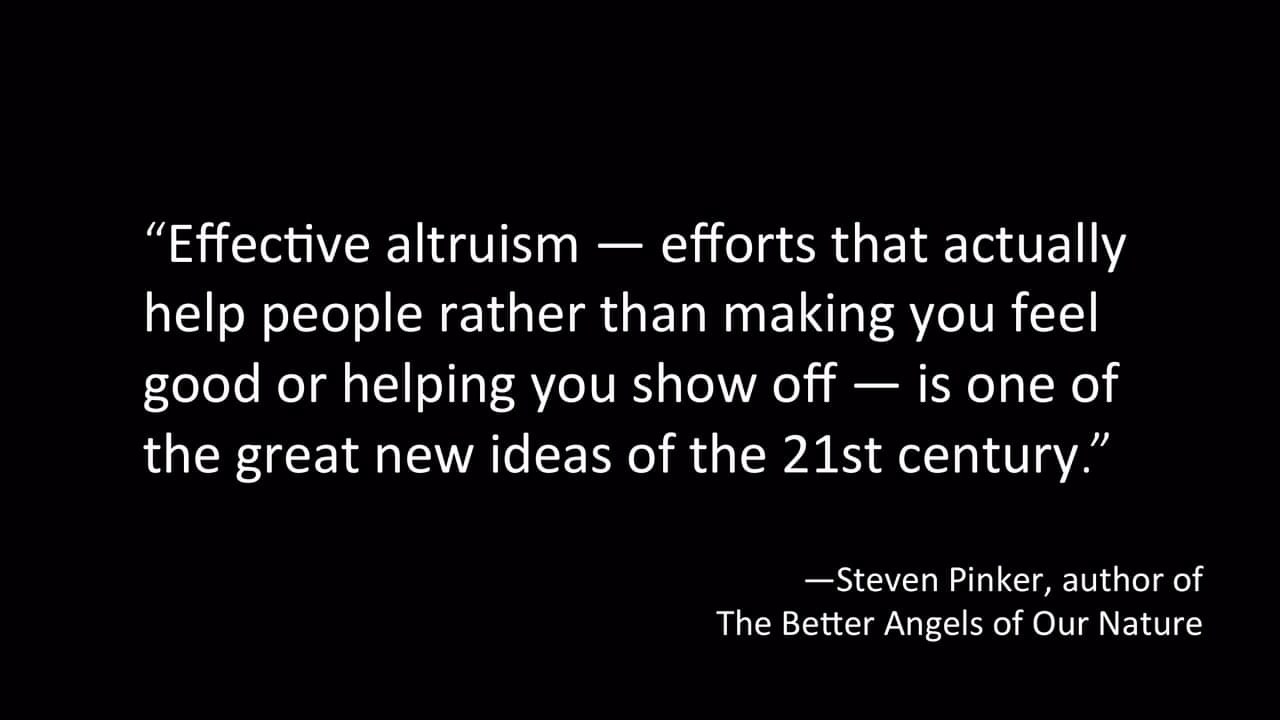 “Effective altruism — efforts that actually
help people rather than making you feel
good or helping you show off — is one of
the great new ideas of the 21st century.”
—Steven Pinker, author of
The Better Angels of Our Nature